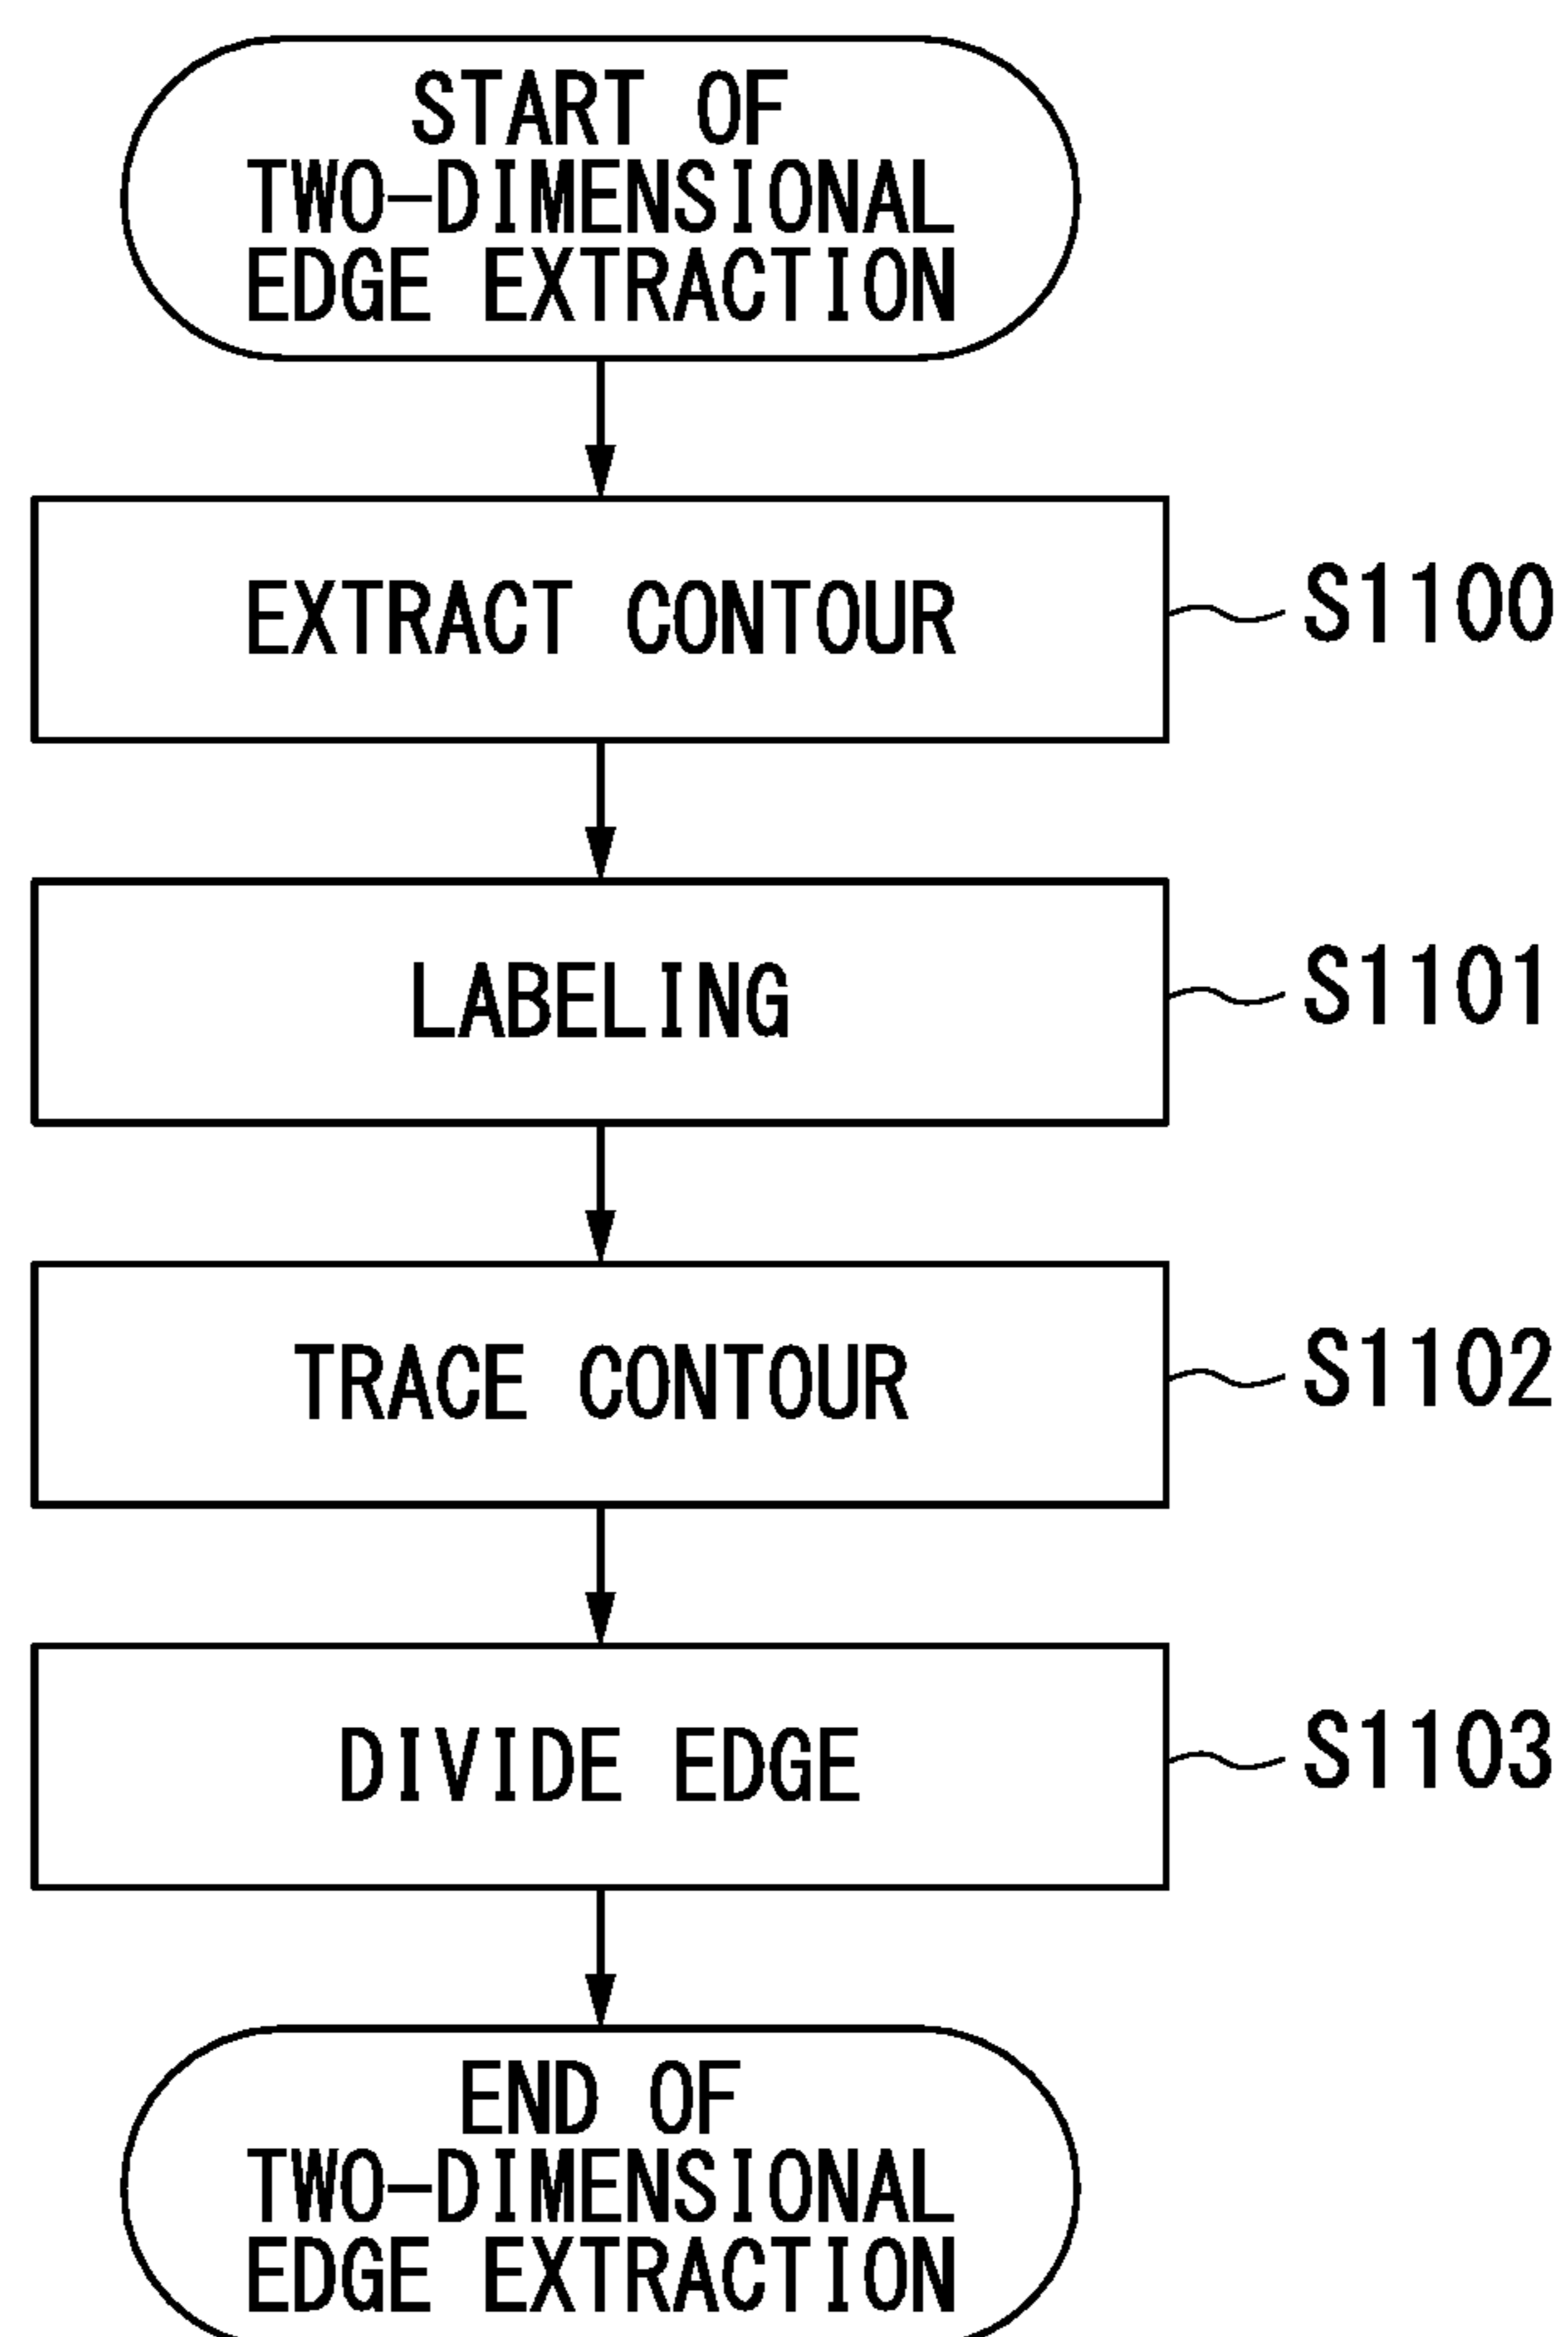 START OF
TWO-DIMENSIONAL
EDGE EXTRACTION
EXTRACT CONTOUR
S1100
LABELING
S1101
TRACE CONTOUR
S1102
DIVIDE EDGE
S1103
END OF
TWO-DIMENSIONAL
EDGE EXTRACTION